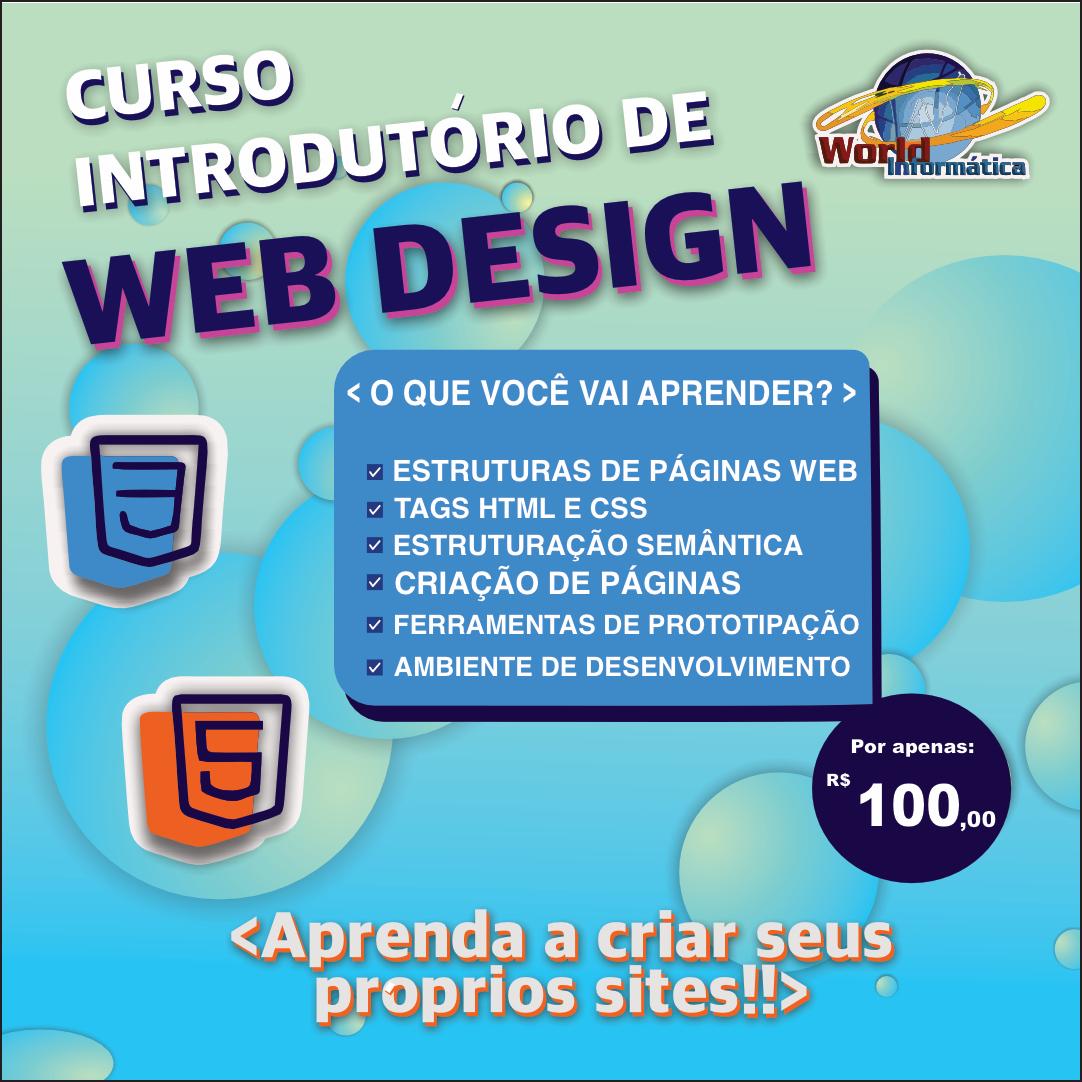 CURSO
INTRODUTÓRIO DE
WEB DESIGN
World
Informática
< O QUE VOCÊ VAI APRENDER? >
ESTRUTURAS DE PÁGINAS WEB
TAGS HTML E CSS
ESTRUTURAÇÃO SEMÂNTICA
CRIAÇÃO DE PÁGINAS
FERRAMENTAS DE PROTOTIPAÇÃO
AMBIENTE DE DESENVOLVIMENTO
5
Por apenas:
R$ 100,00
<Aprenda a criar seus
proprios sites!!>